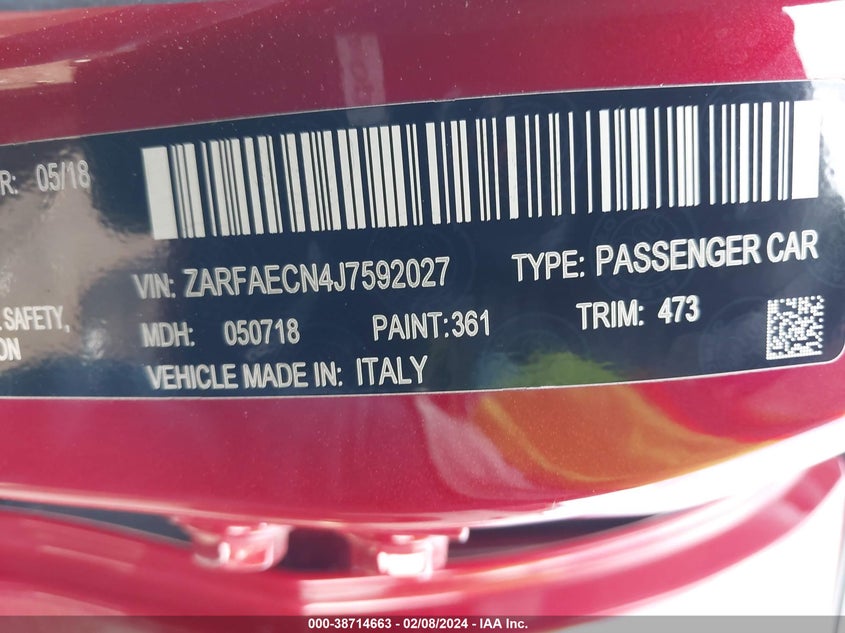 R: 05/18
VIN: ZARFAECN4J7592027 TYPE: PASSENGER CAR
SAFETY,
MDH: 050718 PAINT:361 TRIM: 473
ON
VEHICLE MADE IN: ITALY
000-38714663 - 02/08/2024 - IAA Inc.